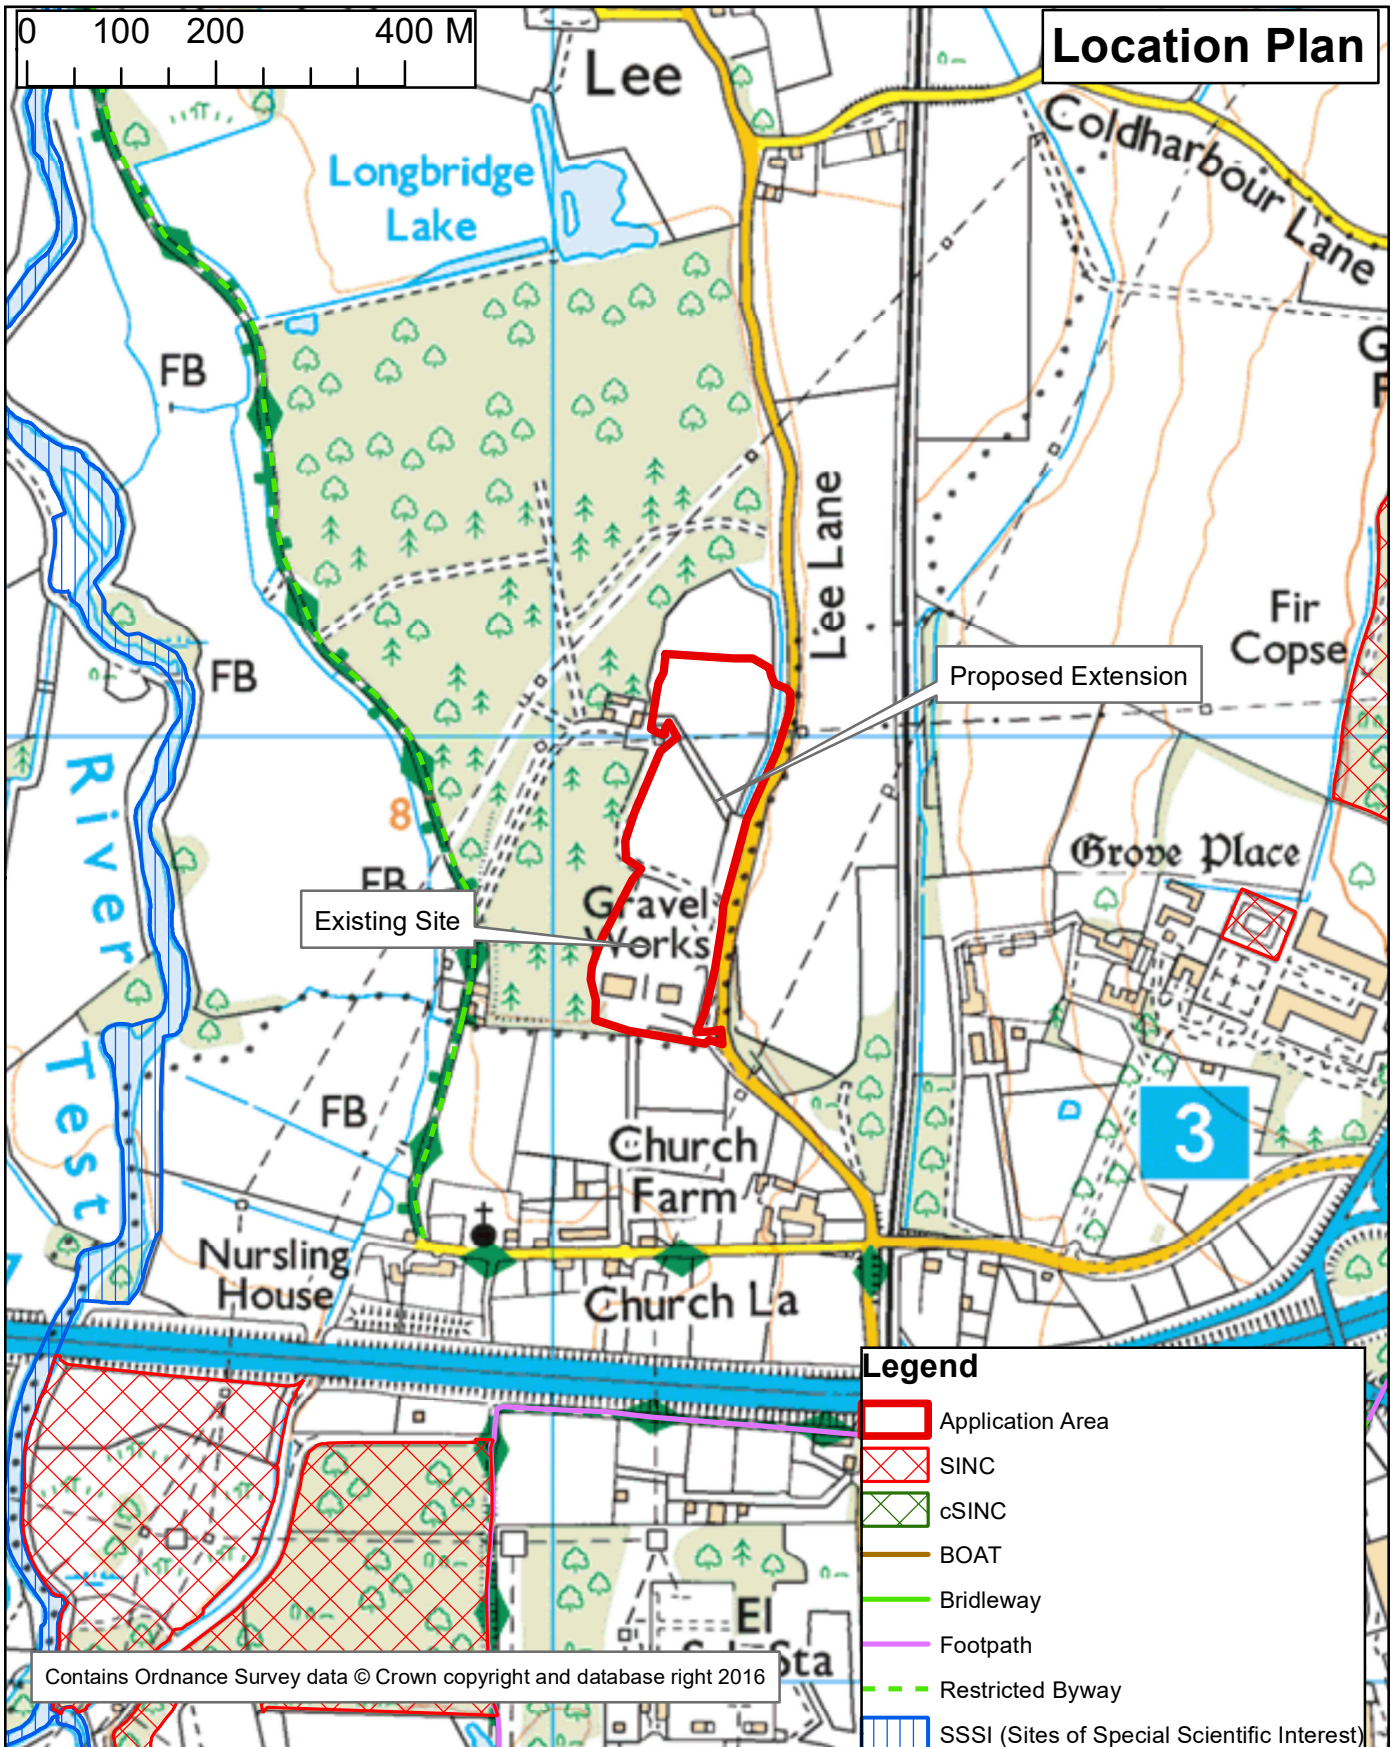 0 100 200 400 M
Location Plan
Lee
Coldharbour Lane
Longbridge
Lake
FB
G
F
Lee Lane
Fir
Copse
FB
Proposed Extension
River Test
8
Grove Place
FB
Existing Site
Gravel
Works
FB
3
Church
Farm
Nursling
House
Church La
Legend
Application Area
SINC
cSINC
BOAT
Bridleway
Footpath
Restricted Byway
SSSI (Sites of Special Scientific Interest)
El
Sta
Contains Ordnance Survey data © Crown copyright and database right 2016